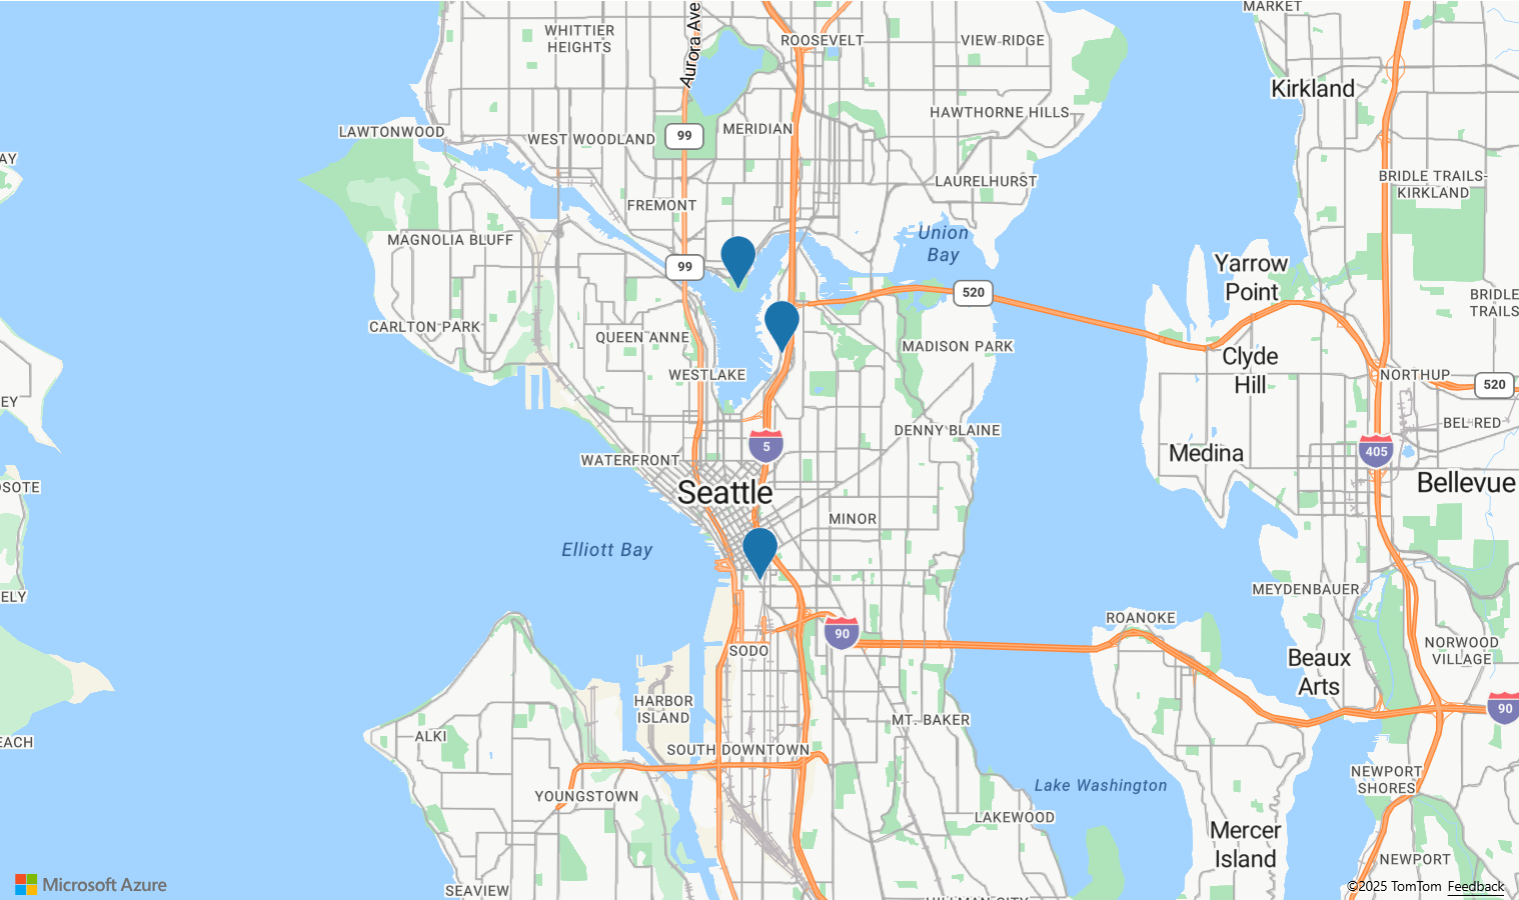 MARKET
Aurora Ave
WHITTIER
HEIGHTS
ROOSEVELT
VIEW RIDGE
Kirkland
HAWTHORNE HILLS
LAWTONWOOD
WEST WOODLAND
99
MERIDIAN
AY
LAURELHURST
BRIDLE TRAILS-
KIRKLAND
FREMONT
MAGNOLIA BLUFF
Union
Bay
99
Yarrow
Point
520
BRIDLE
TRAILS
CARLTON PARK
QUEEN ANNE
MADISON PARK
Clyde
Hill
WESTLAKE
NORTHUP
520
EY
BEL RED
DENNY BLAINE
5
405
WATERFRONT
Medina
OSOTE
Seattle
Bellevue
MINOR
Elliott Bay
ELY
MEYDENBAUER
ROANOKE
90
SODO
NORWOOD
VILLAGE
Beaux
Arts
HARBOR
ISLAND
90
MT. BAKER
ALKI
EACH
SOUTH DOWNTOWN
Lake Washington
NEWPORT
SHORES
YOUNGSTOWN
LAKEWOOD
Mercer
Island
NEWPORT
Microsoft Azure
SEAVIEW
©2025 TomTom Feedback
HILLMAN CITY